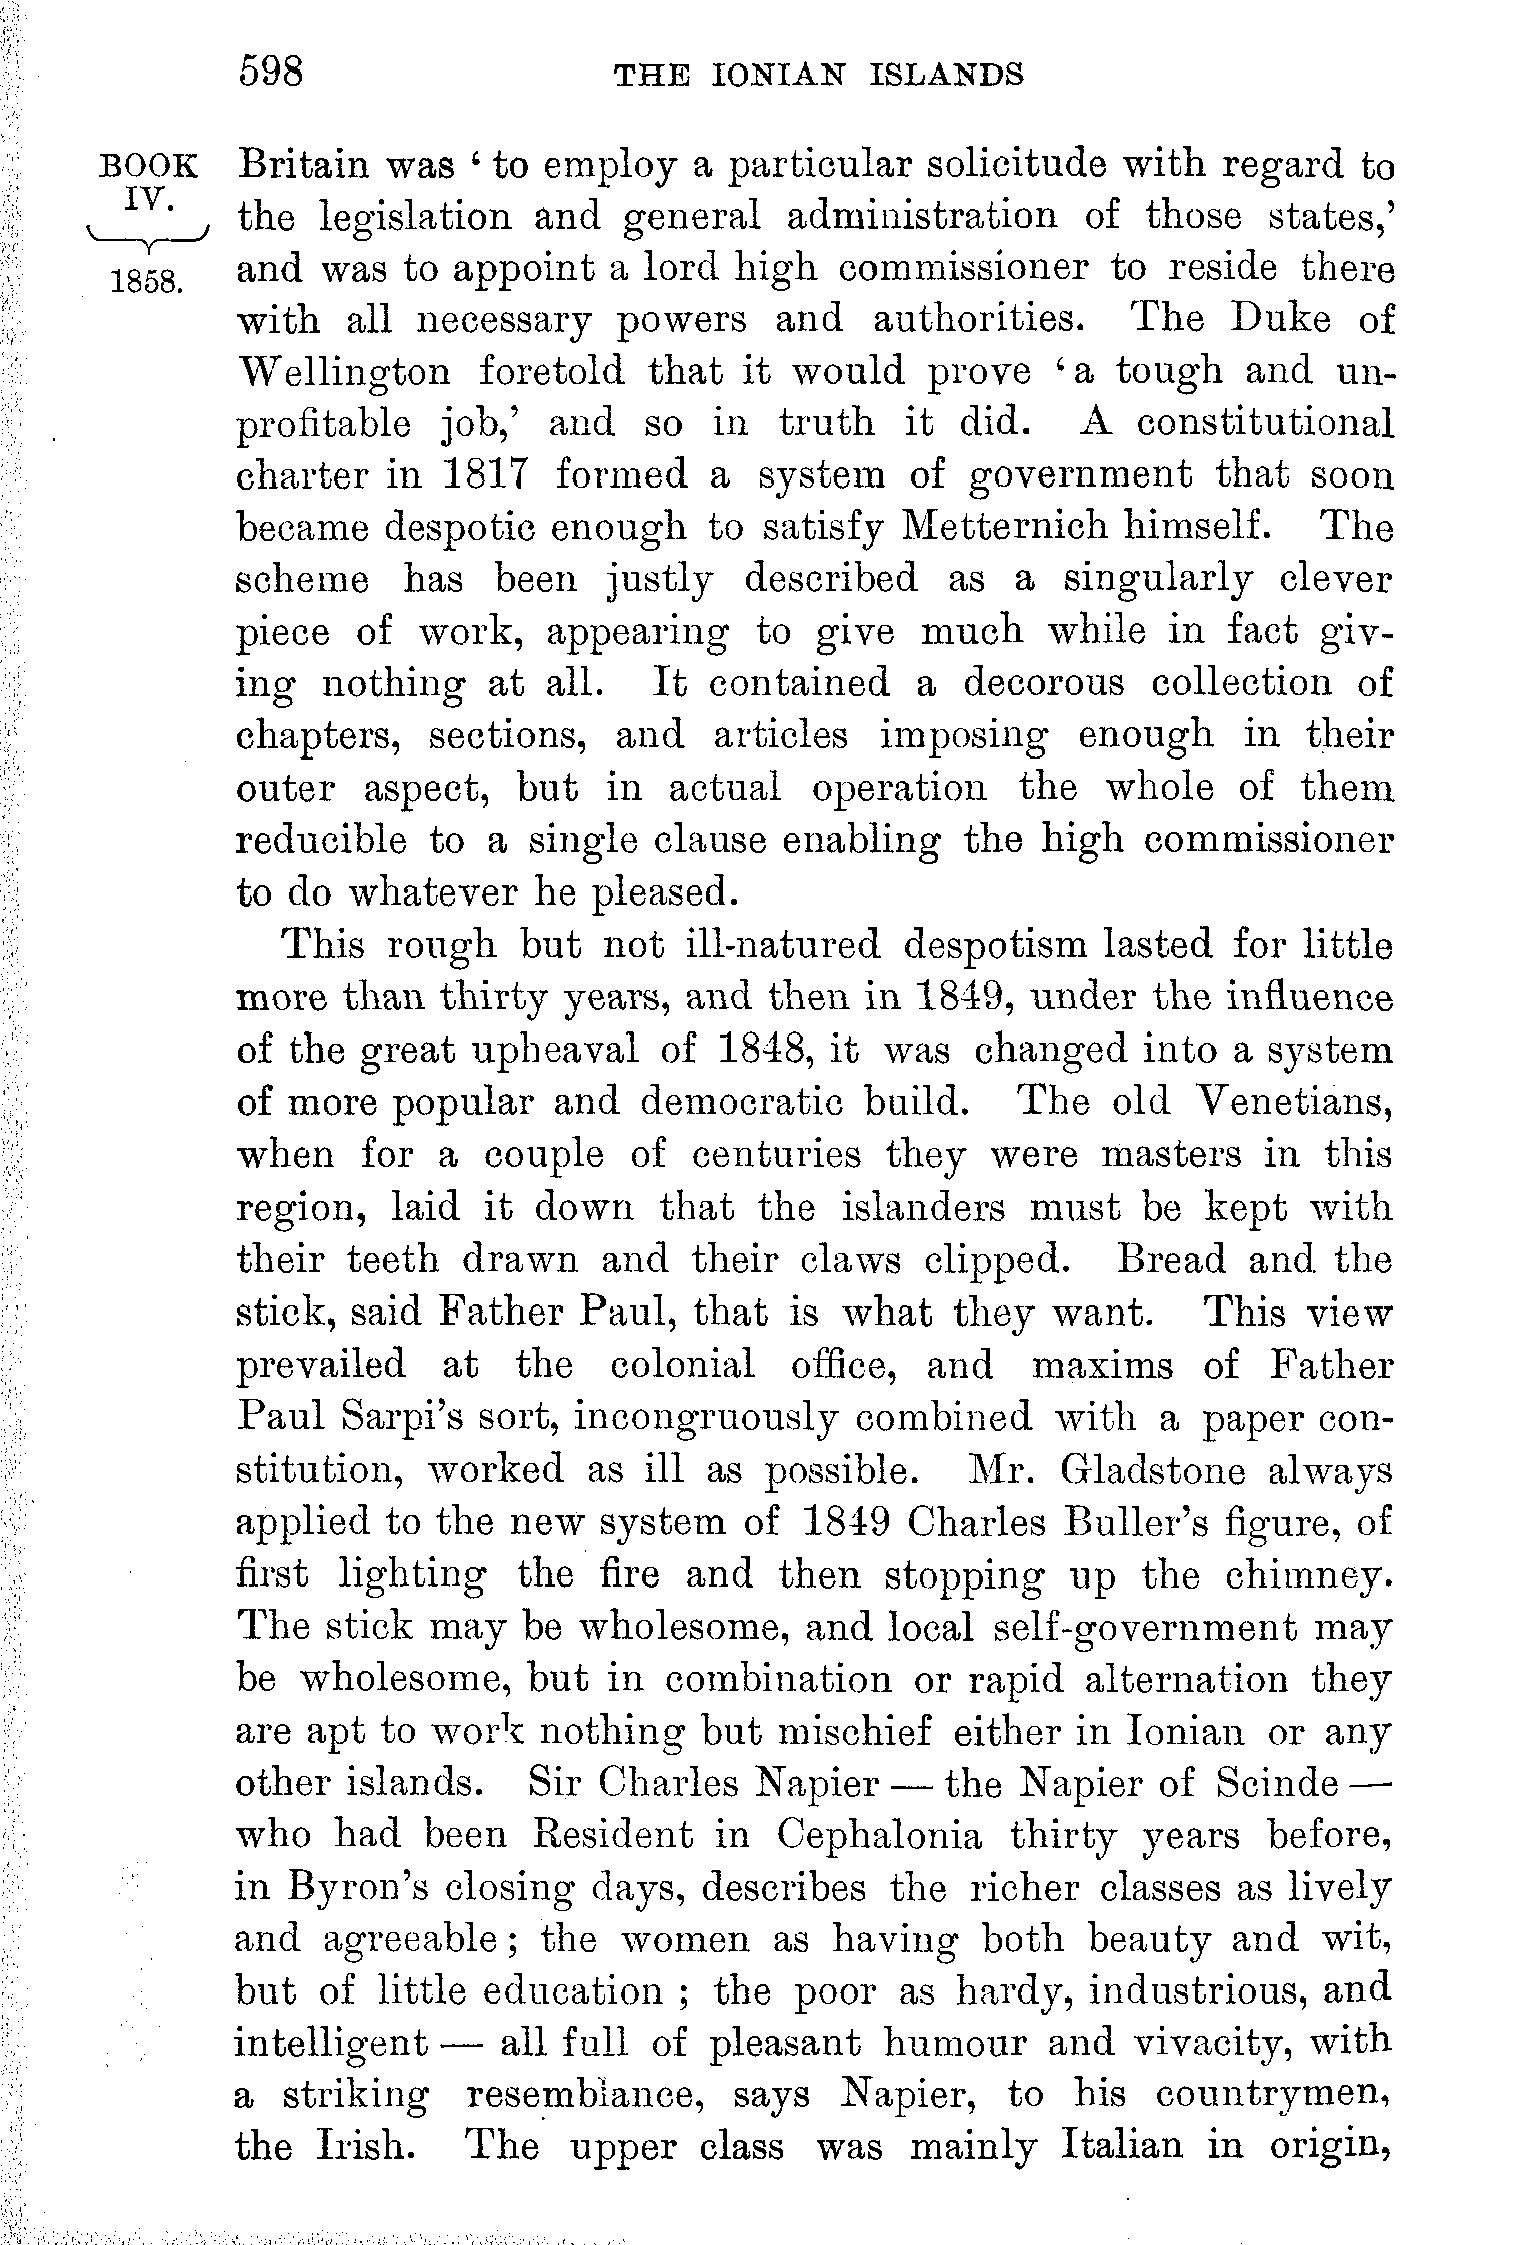 598 THE IONIAN ISLANDS
BOOK
IV.
1858.
Britain was ‘ to employ a particular solicitude with regard to
the legislation and general administration of those states,’
and was to appoint a lord high commissioner to reside there
with all necessary powers and authorities. The Duke of
Wellington foretold that it would prove ‘ a tough and un-
profitable job,’ and so in truth it did. A constitutional
charter in 1817 formed a system of government that soon
became despotic enough to satisfy Metternich himself. The
scheme has been justly described as a singularly clever
piece of work, appearing to give much while in fact giv-
ing nothing at all. It contained a decorous collection of
chapters, sections, and articles imposing enough in their
outer aspect, but in actual operation the whole of them
reducible to a single clause enabling the high commissioner
to do whatever he pleased.
This rough but not ill-natured despotism lasted for little
more than thirty years, and then in 1849, under the influence
of the great upheaval of 1848, it was changed into a system
of more popular and democratic build. The old Venetians,
when for a couple of centuries they were masters in this
region, laid it down that the islanders must be kept with
their teeth drawn and their claws clipped. Bread and the
stick, said Father Paul, that is what they want. This view
prevailed at the colonial office, and maxims of Father
Paul Sarpi’s sort, incongruously combined with a paper con-
stitution, worked as ill as possible. Mr. Gladstone always
applied to the new system of 1849 Charles Buller’s figure, of
first lighting the fire and then stopping up the chimney.
The stick may be wholesome, and local self-government may
be wholesome, but in combination or rapid alternation they
are apt to work nothing but mischief either in Ionian or any
other islands. Sir Charles Napier — the Napier of Scinde —
who had been Resident in Cephalonia thirty years before,
in Byron’s closing days, describes the richer classes as lively
and agreeable ; the women as having both beauty and wit,
but of little education ; the poor as hardy, industrious, and
intelligent — all full of pleasant humour and vivacity, with
a striking resemblance, says Napier, to his countrymen,
the Irish. The upper class was mainly Italian in origin,